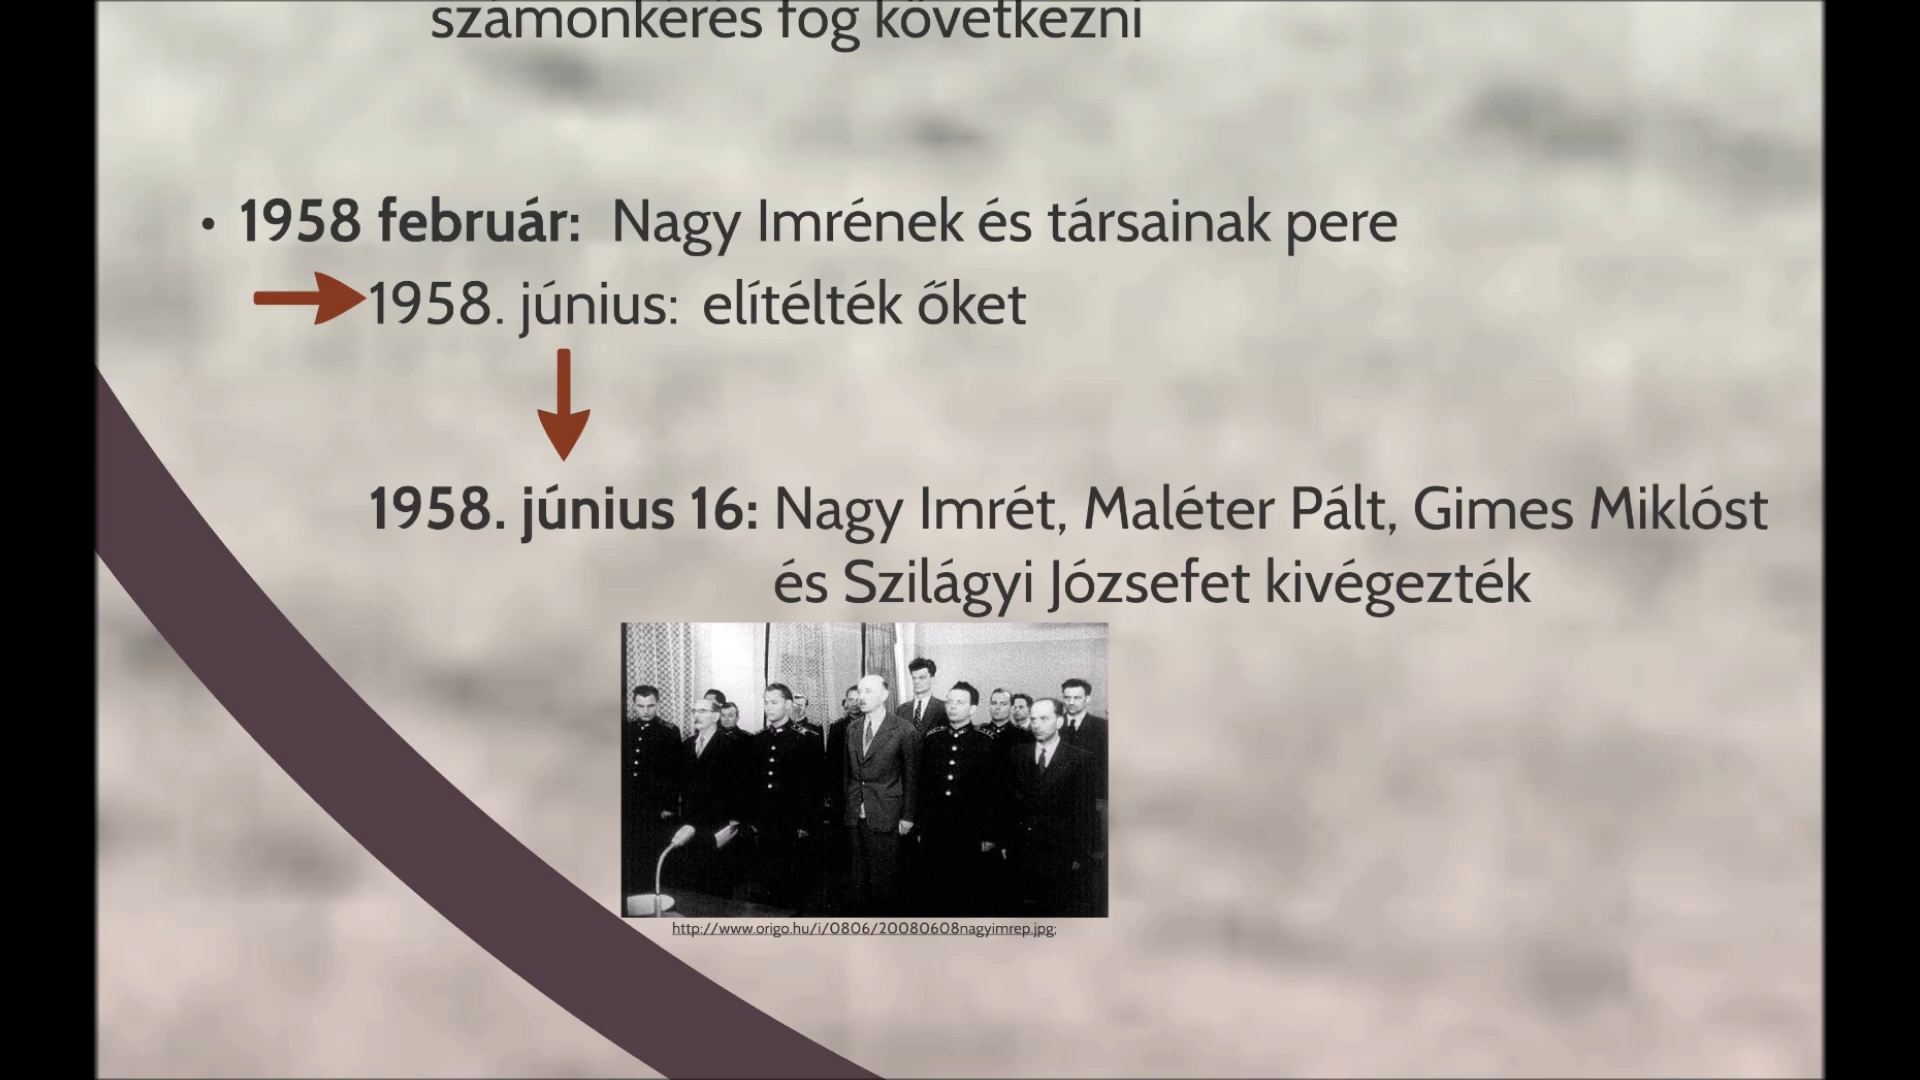 számonkérés fog következni
• 1958 február: Nagy Imrének és társainak pere
1958. június: elítélték őket
1958. június 16: Nagy Imrét, Maléter Pált, Gimes Miklóst
és Szilágyi Józsefet kivégezték
http://www.origo.hu/i/0806/20080608nagyimrep.jpg;